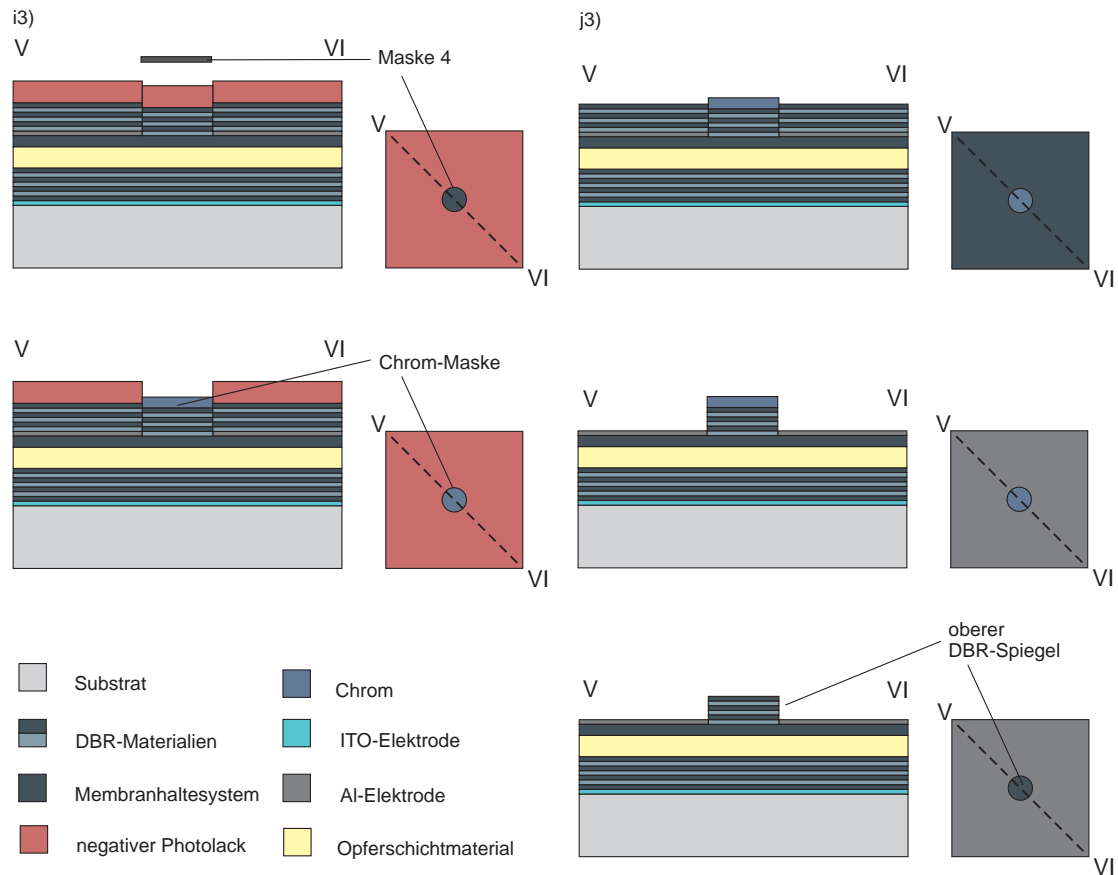 i3)
V VI
Maske 4
V
VI
V VI
Chrom-Maske
V
VI
j3)
V VI
V
VI
V VI
V
VI
oberer
DBR-Spiegel
V VI
V
VI
Substrat
DBR-Materialien
Membranhaltesystem
negativer Photolack
Chrom
ITO-Elektrode
Al-Elektrode
Opferschichtmaterial